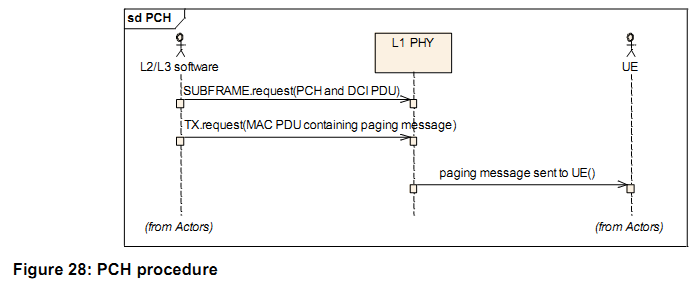 sd PCH
L2/L3 software
L1 PHY
UE
SUBFRAME.request(PCH and DCI PDU)
TX.request(MAC PDU containing paging message)
paging message sent to UE()
(from Actors)
(from Actors)
Figure 28: PCH procedure